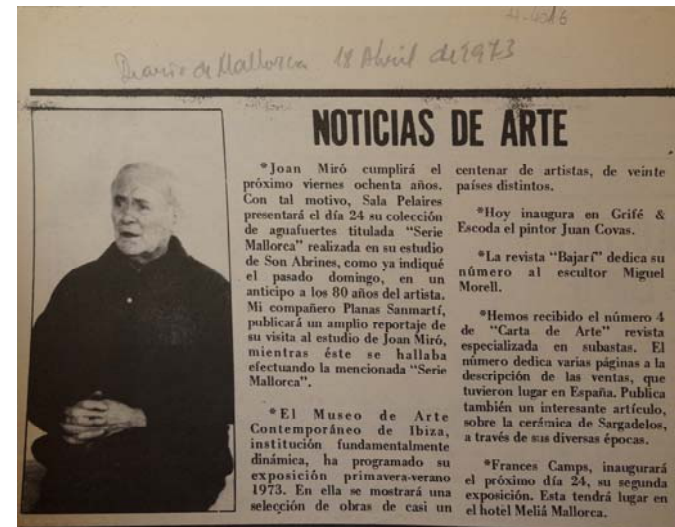 A-4016
Diario de Mallorca 18 Abril de 1973
NOTICIAS DE ARTE
*Joan Miró cumplirá el
próximo viernes ochenta años.
Con tal motivo, Sala Pelaires
presentará el día 24 su colección
de aguafuertes titulada “Serie
Mallorca” realizada en su estudio
de Son Abrines, como ya indiqué
el pasado domingo, en un
anticipo a los 80 años del artista.
Mi compañero Planas Sanmartí,
publicará un amplio reportaje de
su visita al estudio de Joan Miró,
mientras éste se hallaba
efectuando la mencionada “Serie
Mallorca”.
*El Museo de Arte
Contemporáneo de Ibiza,
institución fundamentalmente
dinámica, ha programado su
exposición primavera-verano
1973. En ella se mostrará una
selección de obras de casi un
centenar de artistas, de veinte
países distintos.
*Hoy inaugura en Grifé &
Escoda el pintor Juan Covas.
*La revista “Bajarí” dedica su
número al escultor Miguel
Morell.
*Hemos recibido el número 4
de “Carta de Arte” revista
especializada en subastas. El
número dedica varias páginas a la
descripción de las ventas, que
tuvieron lugar en España. Publica
también un interesante artículo,
sobre la cerámica de Sargadelos,
a través de sus diversas épocas.
*Frances Camps, inaugurará
el próximo día 24, su segunda
exposición. Esta tendrá lugar en
el hotel Meliá Mallorca.